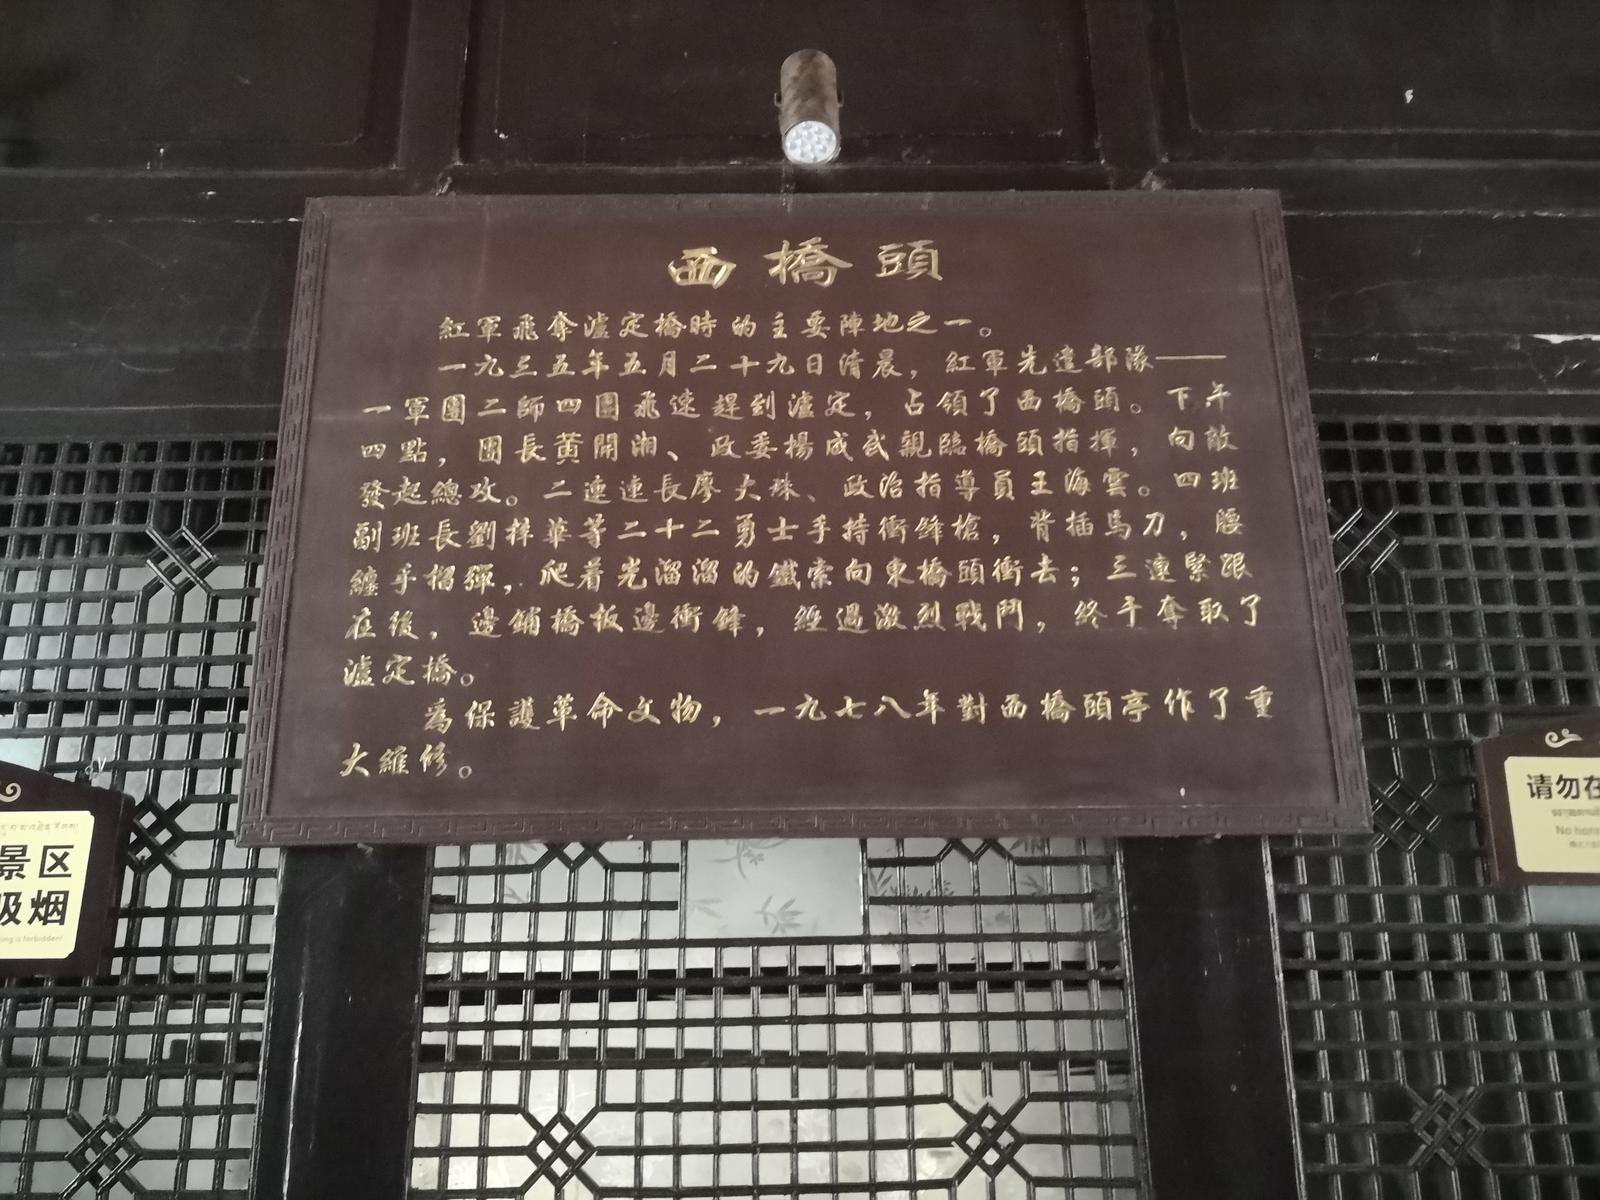 西橋頭
紅軍飛奪瀘定橋時的主要陣地之一。
一九三五年五月二十九日清晨，紅軍先遣部隊——
一軍團二師四團飛速趕到瀘定，占領了西橋頭。下午
四點，團長黃開湘、政委楊成武親臨橋頭指揮，向敵
發起總攻。二連連長廖大珠、政治指導員王海雲。四班
副班長劉梓華等二十二勇士手持衝鋒槍，背插馬刀，腰
纏手榴彈，爬着光溜溜的鐵索向東橋頭衝去；三連緊跟
在後，邊鋪橋板邊衝鋒，經過激烈戰鬥，終于奪取了
瀘定橋。
為保護革命文物，一九七八年對西橋頭亭作了重
大維修。
景区
吸烟
ing is forbidden!
请勿在